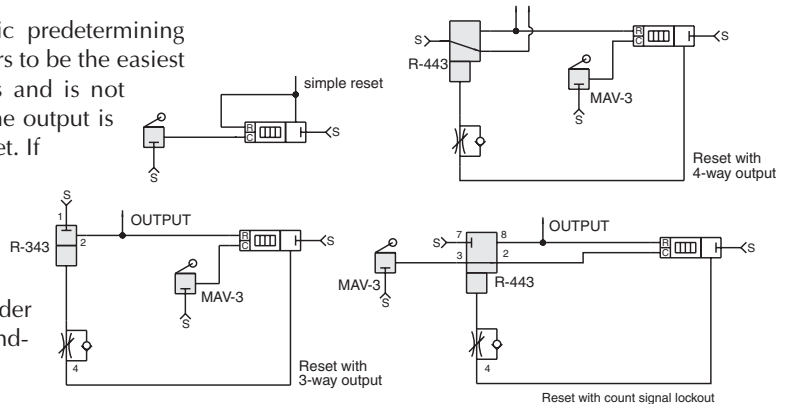 ic predetermining
rs to be the easiest
s and is not
he output is
et. If
der
nd-
simple reset
R
C
S
S
S
R-443
R
C
S
MAV-3
S
Reset with
4-way output
S
1
2
OUTPUT
R-343
R
C
S
MAV-3
S
4
Reset with
3-way output
OUTPUT
S
7
8
3
2
R
C
S
MAV-3
S
R-443
4
Reset with count signal lockout